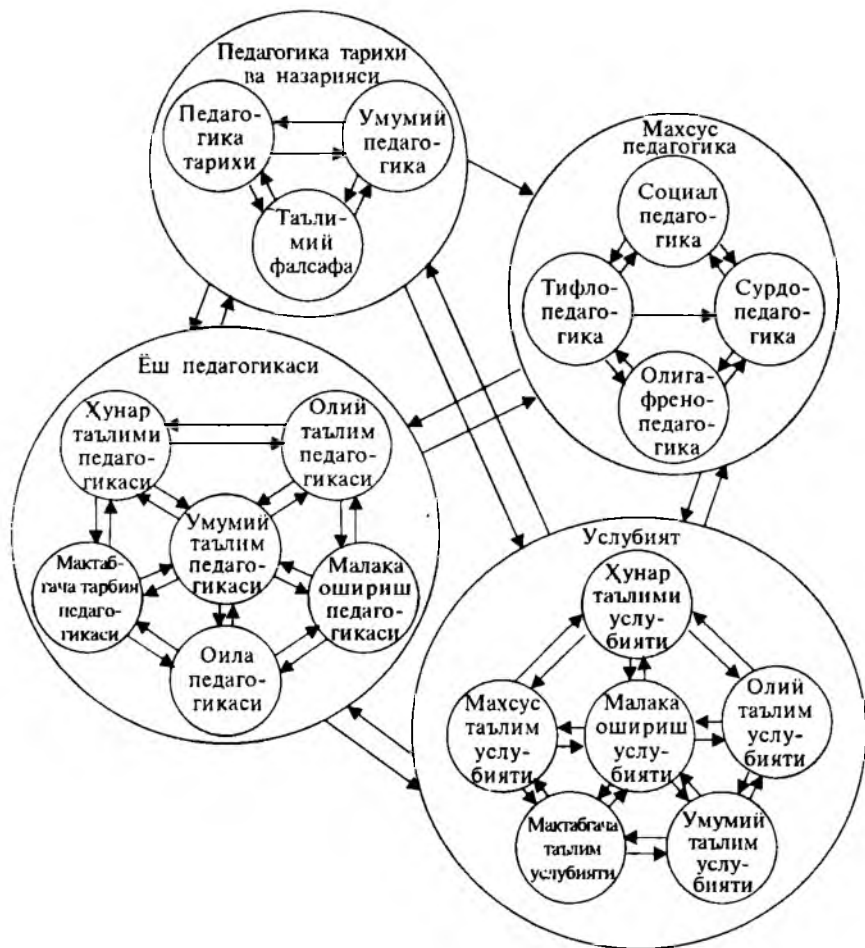 Педагогика тарихи
ва назарияси
Педаго-
гика
тарихи
Умумий
педаго-
гика
Таъли-
мий
фалсафа
Махсус
педагогика
Социал
педаго-
гика
Тифло-
педаго-
гика
Сурдо-
педаго-
гика
Олига-
френо-
педаго-
гика
Ёш педагогикаси
Ҳунар
таълими
педаго-
гикаси
Олий
таълим
педаго-
гикаси
Умумий
таълим
педаго-
гикаси
Мактаб-
гача тарбия
педаго-
гикаси
Малака
ошириш
педаго-
гикаси
Оила
педаго-
гикаси
Услубият
Ҳунар
таълими
услу-
бияти
Махсус
таълим
услу-
бияти
Малака
ошириш
услу-
бияти
Олий
таълим
услу-
бияти
Мактабгача
таълим
услубияти
Умумий
таълим
услу-
бияти